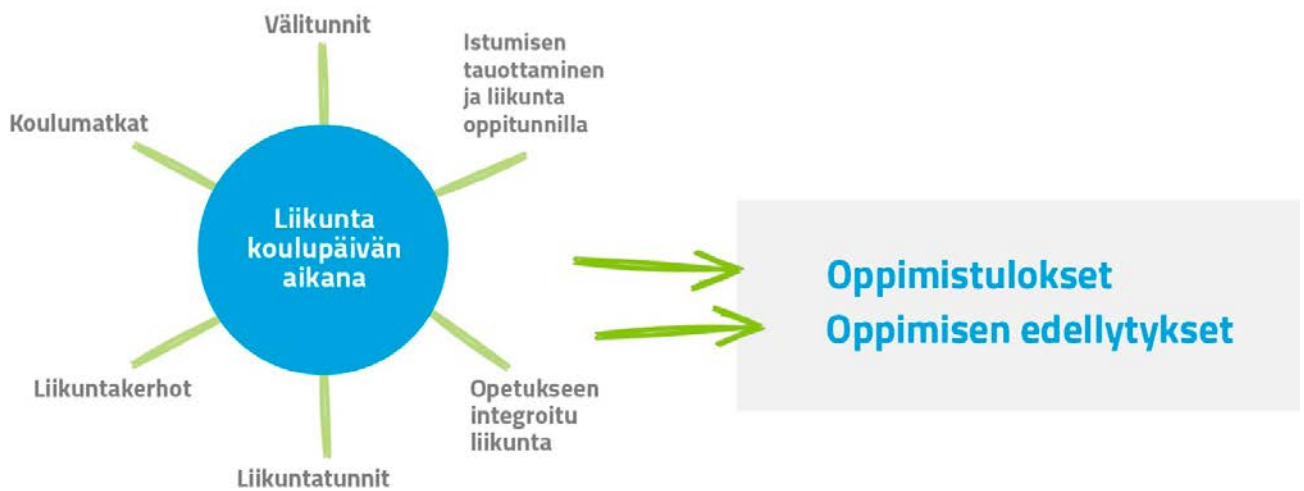 Välitunnit
Istumisen
tauottaminen
ja liikunta
oppitunnilla
Koulumatkat
Liikunta
koulupäivän
aikana
Oppimistulokset
Oppimisen edellytykset
Liikuntakerhot
Opetukseen
integroitu
liikunta
Liikuntatunnit